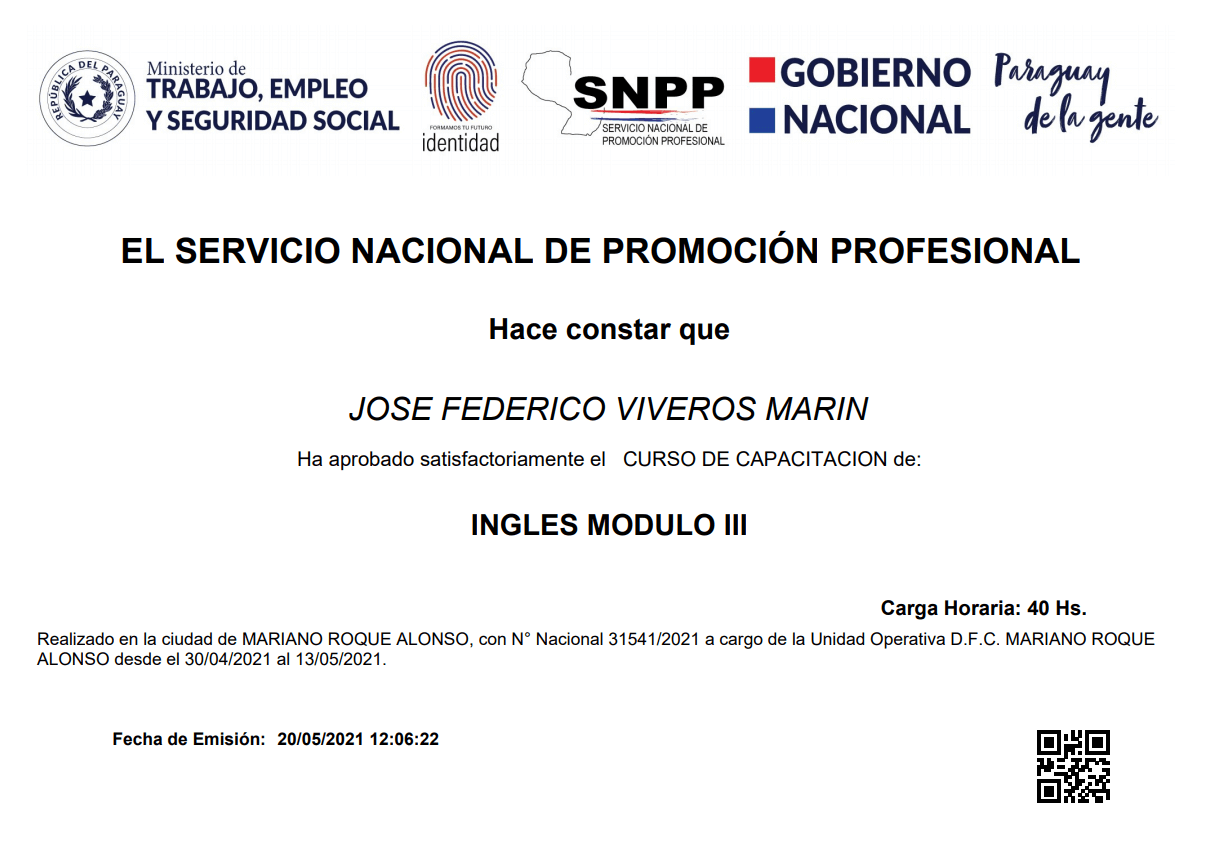 REPÚBLICA DEL PARAGUAY
Ministerio de
TRABAJO, EMPLEO
Y SEGURIDAD SOCIAL
FORMAMOS TU FUTURO
identidad
SNPP
SERVICIO NACIONAL DE
PROMOCIÓN PROFESIONAL
GOBIERNO
NACIONAL
Paraguay
de la gente
EL SERVICIO NACIONAL DE PROMOCIÓN PROFESIONAL
Hace constar que
JOSE FEDERICO VIVEROS MARIN
Ha aprobado satisfactoriamente el CURSO DE CAPACITACION de:
INGLES MODULO III
Carga Horaria: 40 Hs.
Realizado en la ciudad de MARIANO ROQUE ALONSO, con N° Nacional 31541/2021 a cargo de la Unidad Operativa D.F.C. MARIANO ROQUE
ALONSO desde el 30/04/2021 al 13/05/2021.
Fecha de Emisión: 20/05/2021 12:06:22